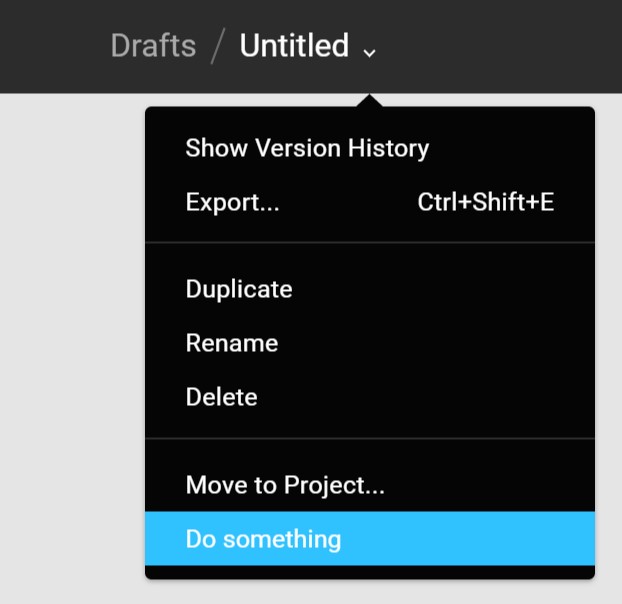 Drafts / Untitled
Show Version History
Export... Ctrl+Shift+E
Duplicate
Rename
Delete
Move to Project...
Do something